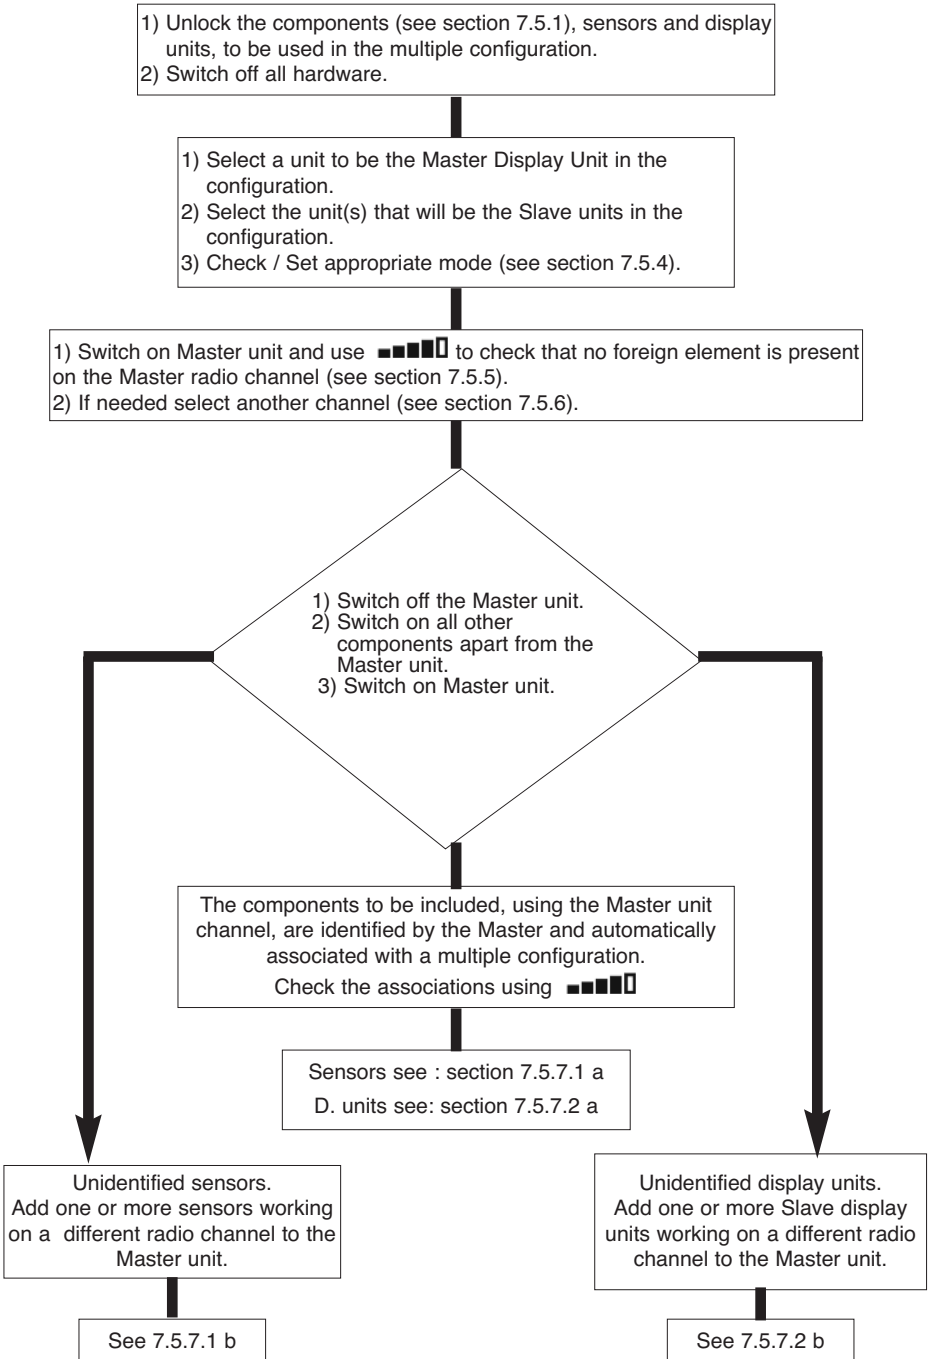 1) Unlock the components (see section 7.5.1), sensors and display
units, to be used in the multiple configuration.
2) Switch off all hardware.
1) Select a unit to be the Master Display Unit in the
configuration.
2) Select the unit(s) that will be the Slave units in the
configuration.
3) Check / Set appropriate mode (see section 7.5.4).
1) Switch on Master unit and use to check that no foreign element is present
on the Master radio channel (see section 7.5.5).
2) If needed select another channel (see section 7.5.6).
1) Switch off the Master unit.
2) Switch on all other
components apart from the
Master unit.
3) Switch on Master unit.
The components to be included, using the Master unit
channel, are identified by the Master and automatically
associated with a multiple configuration.
Check the associations using
Sensors see : section 7.5.7.1 a
D. units see: section 7.5.7.2 a
Unidentified sensors.
Add one or more sensors working
on a different radio channel to the
Master unit.
See 7.5.7.1 b
Unidentified display units.
Add one or more Slave display
units working on a different radio
channel to the Master unit.
See 7.5.7.2 b